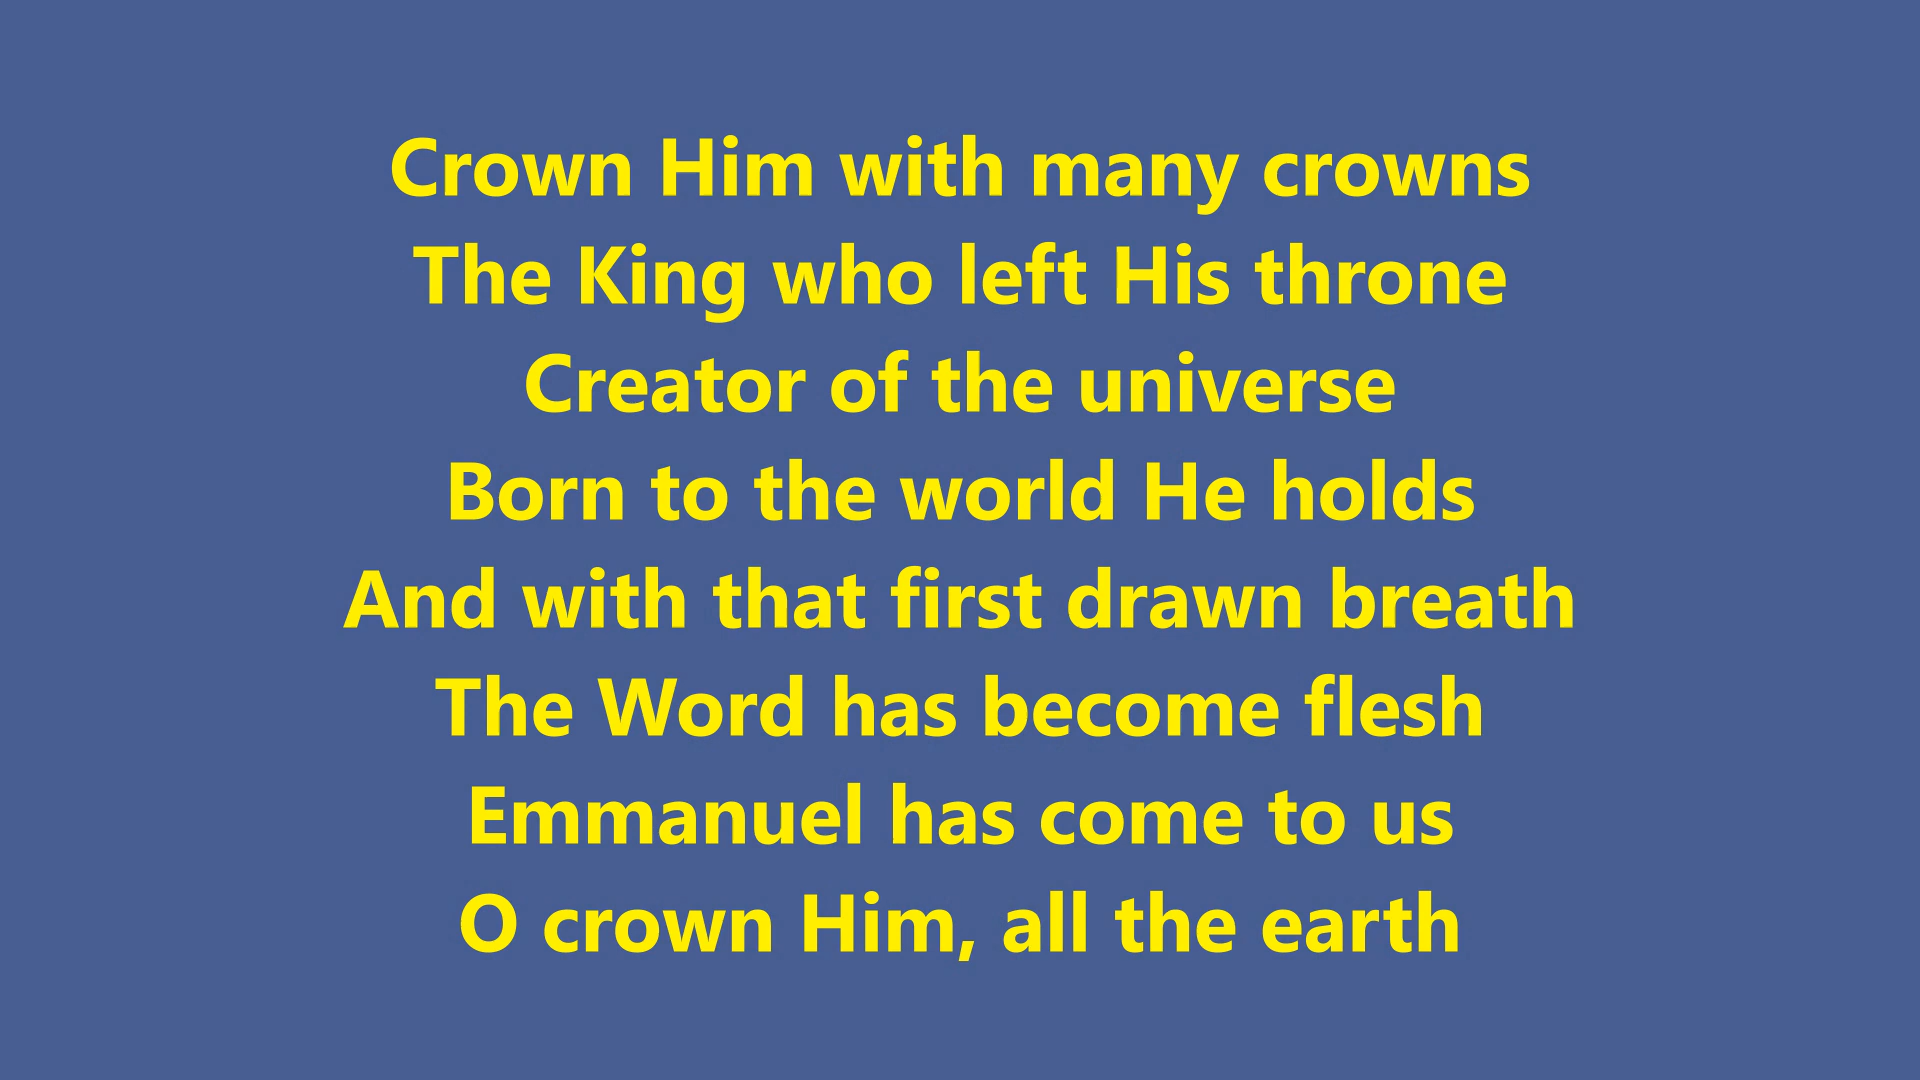 Crown Him with many crowns
The King who left His throne
Creator of the universe
Born to the world He holds
And with that first drawn breath
The Word has become flesh
Emmanuel has come to us
O crown Him, all the earth